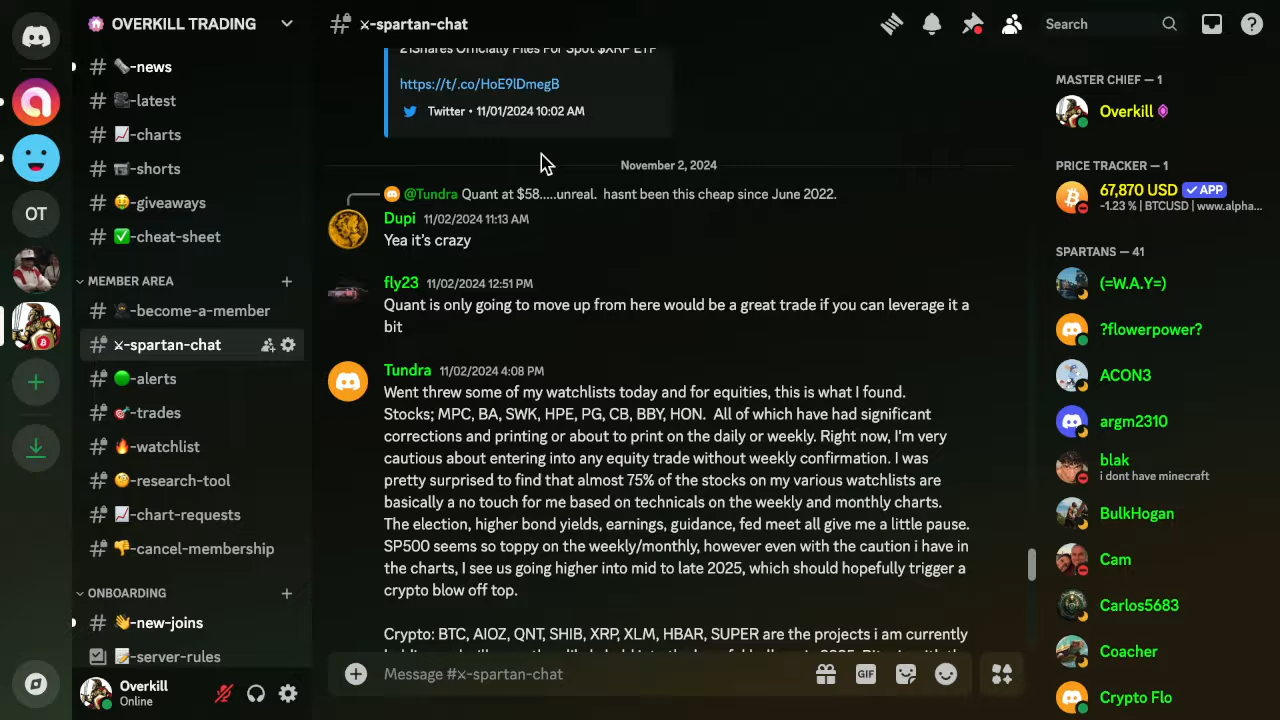 OVERKILL TRADING
-news
-latest
-charts
-shorts
-giveaways
-cheat-sheet
MEMBER AREA
-become-a-member
-spartan-chat
-alerts
-trades
-watchlist
-research-tool
-chart-requests
-cancel-membership
ONBOARDING
-new-joins
-server-rules
Overkill
Online
OT
-spartan-chat
Search
21Shares Officially Files For Spot $XRP ETF
https://t/.co/HoE9lDmegB
Twitter • 11/01/2024 10:02 AM
November 2, 2024
@Tundra Quant at $58.....unreal. hasnt been this cheap since June 2022.
Dupi 11/02/2024 11:13 AM
Yea it's crazy
fly23 11/02/2024 12:51 PM
Quant is only going to move up from here would be a great trade if you can leverage it a
bit
Tundra 11/02/2024 4:08 PM
Went threw some of my watchlists today and for equities, this is what I found.
Stocks; MPC, BA, SWK, HPE, PG, CB, BBY, HON. All of which have had significant
corrections and printing or about to print on the daily or weekly. Right now, I'm very
cautious about entering into any equity trade without weekly confirmation. I was
pretty surprised to find that almost 75% of the stocks on my various watchlists are
basically a no touch for me based on technicals on the weekly and monthly charts.
The election, higher bond yields, earnings, guidance, fed meet all give me a little pause.
SP500 seems so toppy on the weekly/monthly, however even with the caution i have in
the charts, I see us going higher into mid to late 2025, which should hopefully trigger a
crypto blow off top.
Crypto: BTC, AIOZ, QNT, SHIB, XRP, XLM, HBAR, SUPER are the projects i am currently
Message #⚔-spartan-chat
GIF
MASTER CHIEF — 1
Overkill
PRICE TRACKER — 1
67,870 USD ✓ APP
-1.23 % | BTCUSD | www.alpha...
SPARTANS — 41
(=W.A.Y=)
?flowerpower?
ACON3
argm2310
blak
i dont have minecraft
BulkHogan
Cam
Carlos5683
Coacher
Crypto Flo